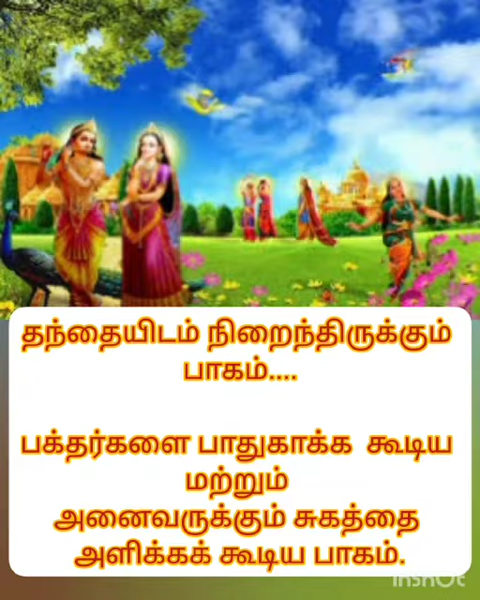 தந்தையிடம் நிறைந்திருக்கும்
பாகம்....
பக்தர்களை பாதுகாக்க கூடிய
மற்றும்
அனைவருக்கும் சுகத்தை
அளிக்கக் கூடிய பாகம்.
InShOt